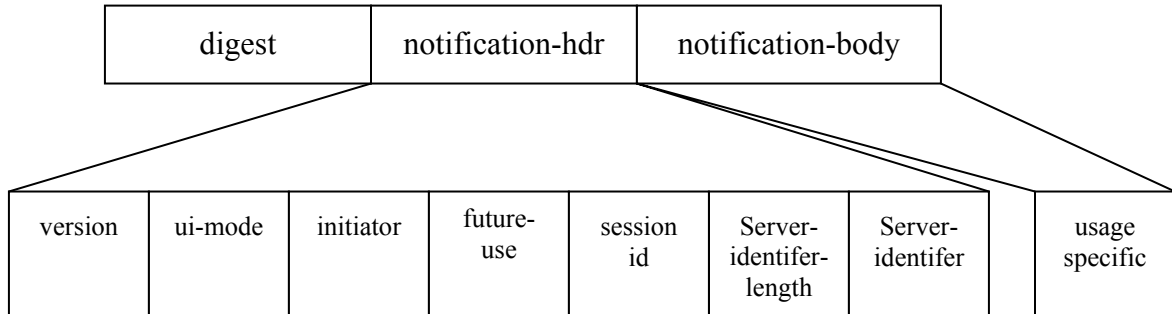 digest
notification-hdr
notification-body
version
ui-mode
initiator
future-
use
session
id
Server-
identifer-
length
Server-
identifer
usage
specific